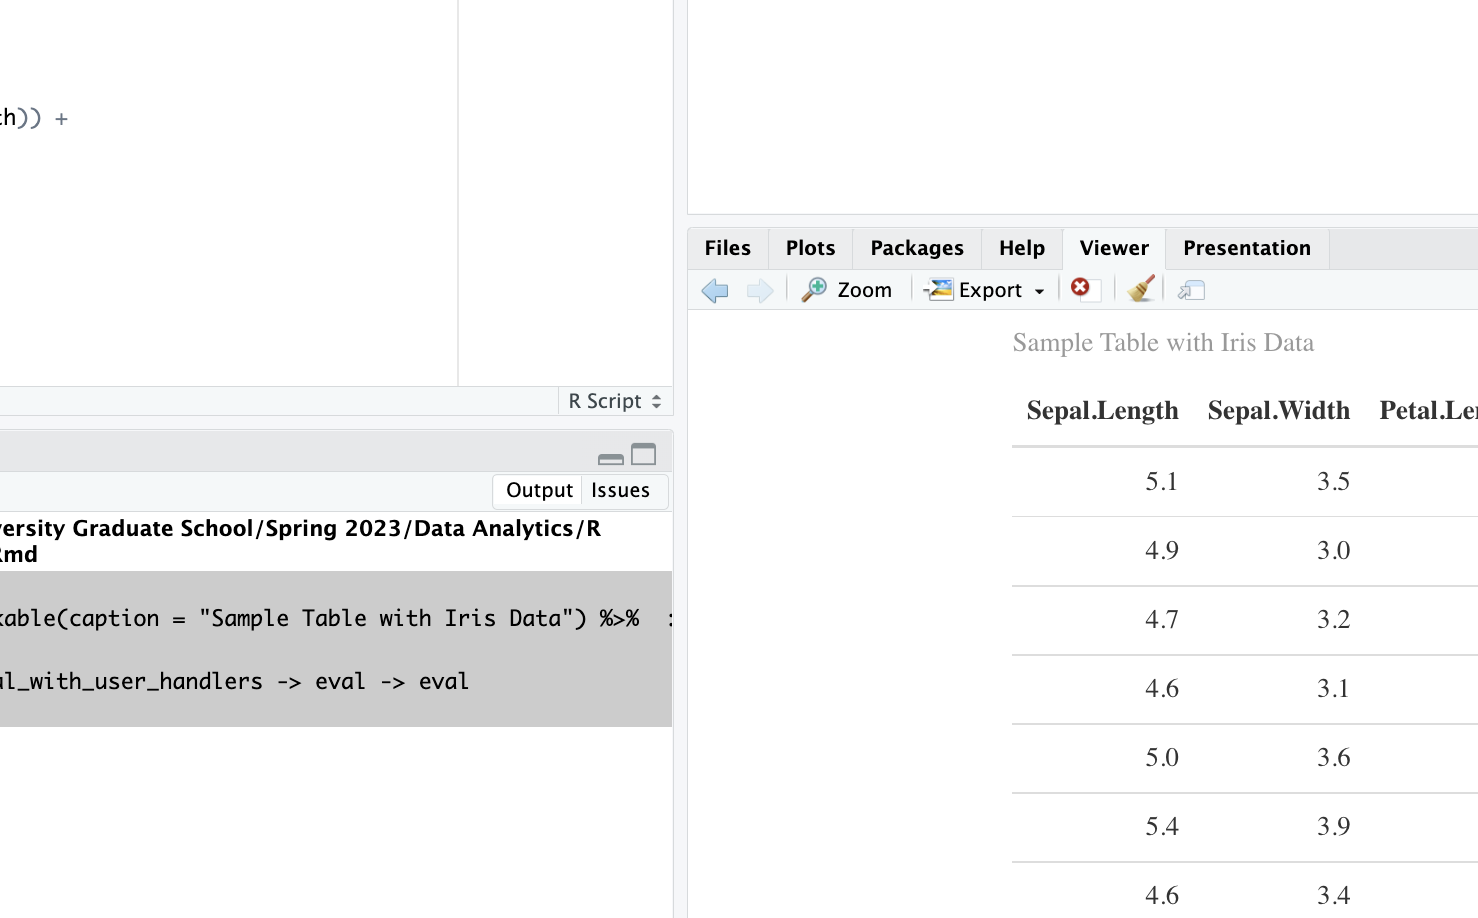 h)) +
R Script
Output Issues
ersity Graduate School/Spring 2023/Data Analytics/R
Rmd
kable(caption = "Sample Table with Iris Data") %>% :
al_with_user_handlers -> eval -> eval
Files Plots Packages Help Viewer Presentation
Zoom Export
Sample Table with Iris Data
Sepal.Length Sepal.Width Petal.Le
5.1 3.5
4.9 3.0
4.7 3.2
4.6 3.1
5.0 3.6
5.4 3.9
4.6 3.4